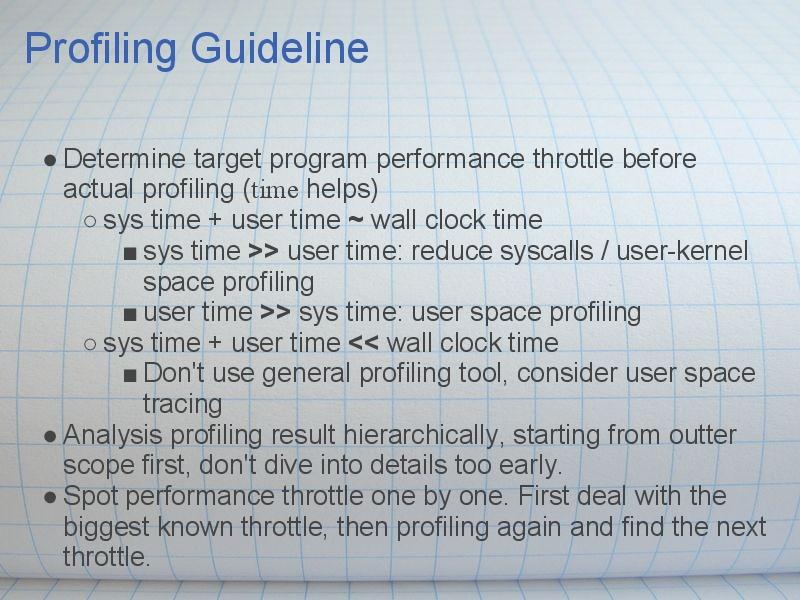 Profiling Guideline
● Determine target program performance throttle before
actual profiling (time helps)
○ sys time + user time ~ wall clock time
■ sys time >> user time: reduce syscalls / user-kernel
space profiling
■ user time >> sys time: user space profiling
○ sys time + user time << wall clock time
■ Don't use general profiling tool, consider user space
tracing
● Analysis profiling result hierarchically, starting from outter
scope first, don't dive into details too early.
● Spot performance throttle one by one. First deal with the
biggest known throttle, then profiling again and find the next
throttle.